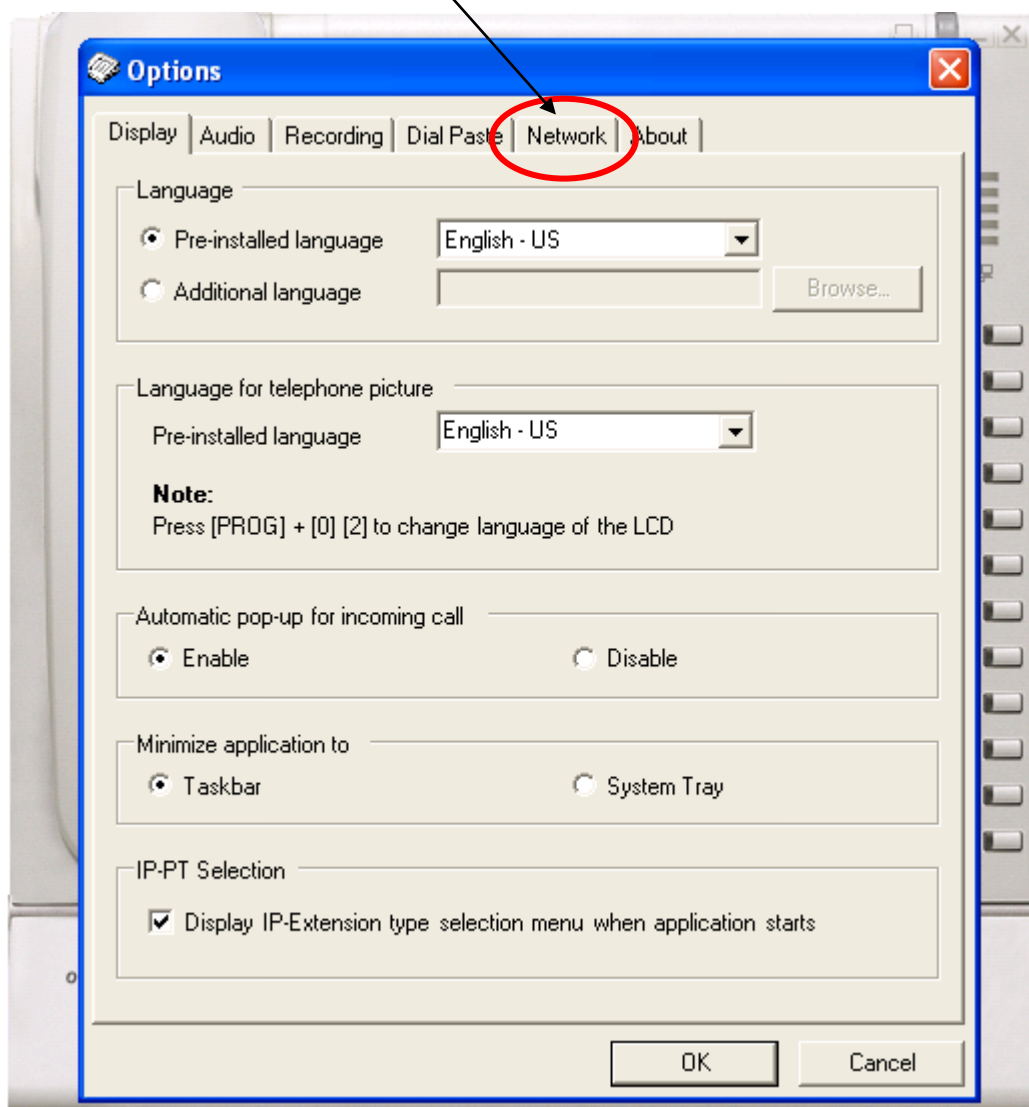 Options
Display Audio Recording Dial Paste Network About
Language
Pre-installed language English - US
Additional language Browse...
Language for telephone picture
Pre-installed language English - US
Note:
Press [PROG] + [0] [2] to change language of the LCD
Automatic pop-up for incoming call
Enable Disable
Minimize application to
Taskbar System Tray
IP-PT Selection
Display IP-Extension type selection menu when application starts
OK Cancel